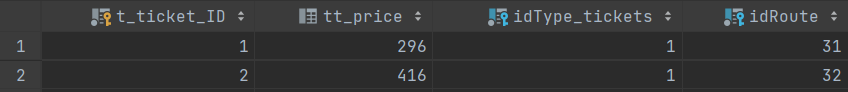 t_ticket_ID tt_price idType_tickets idRoute
1 1 296 1 31
2 2 416 1 32